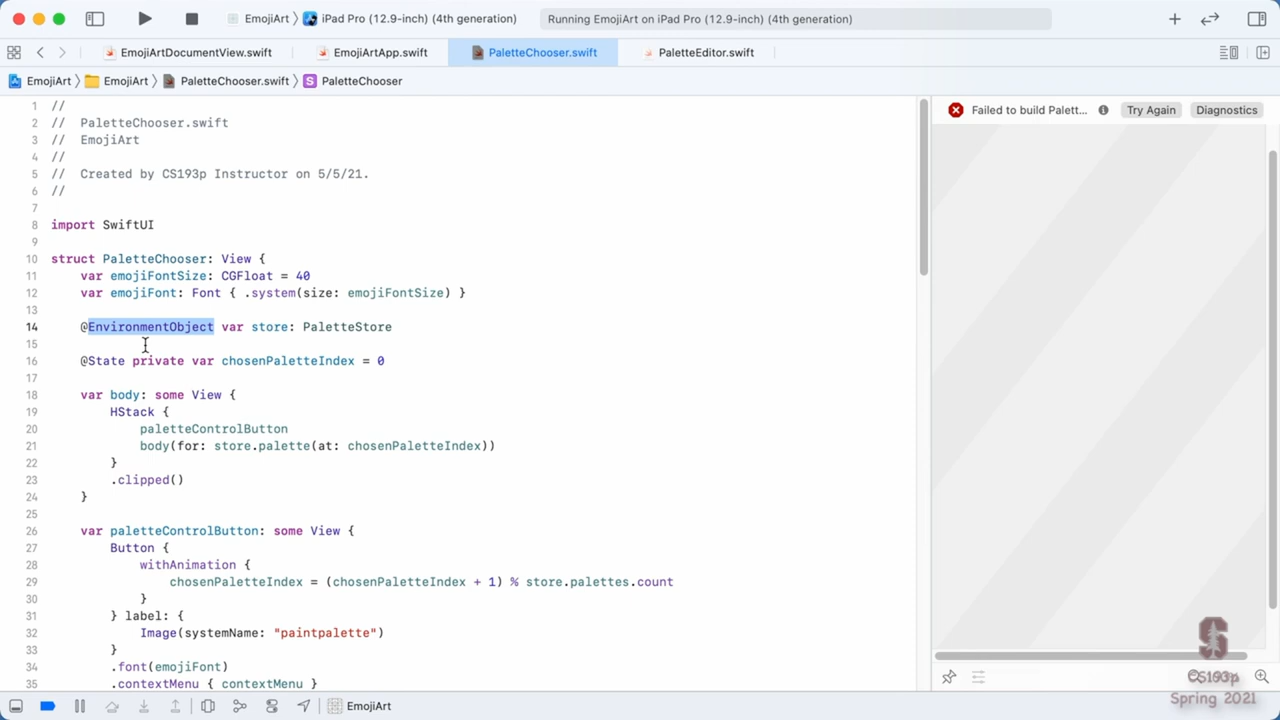 EmojiArt 〉 iPad Pro (12.9-inch) (4th generation)
Running EmojiArt on iPad Pro (12.9-inch) (4th generation)
EmojiArtDocumentView.swift
EmojiArtApp.swift
PaletteChooser.swift
PaletteEditor.swift
EmojiArt 〉 EmojiArt 〉 PaletteChooser.swift 〉 S PaletteChooser
1 //
2 // PaletteChooser.swift
3 // EmojiArt
4 //
5 // Created by CS193p Instructor on 5/5/21.
6 //
7
8 import SwiftUI
9
10 struct PaletteChooser: View {
11 var emojiFontSize: CGFloat = 40
12 var emojiFont: Font { .system(size: emojiFontSize) }
13
14 @EnvironmentObject var store: PaletteStore
15
16 @State private var chosenPaletteIndex = 0
17
18 var body: some View {
19 HStack {
20 paletteControlButton
21 body(for: store.palette(at: chosenPaletteIndex))
22 }
23 .clipped()
24 }
25
26 var paletteControlButton: some View {
27 Button {
28 withAnimation {
29 chosenPaletteIndex = (chosenPaletteIndex + 1) % store.palettes.count
30 }
31 } label: {
32 Image(systemName: "paintpalette")
33 }
34 .font(emojiFont)
35 .contextMenu { contextMenu }
Failed to build Palett...
Try Again
Diagnostics
CS193p
Spring 2021
EmojiArt